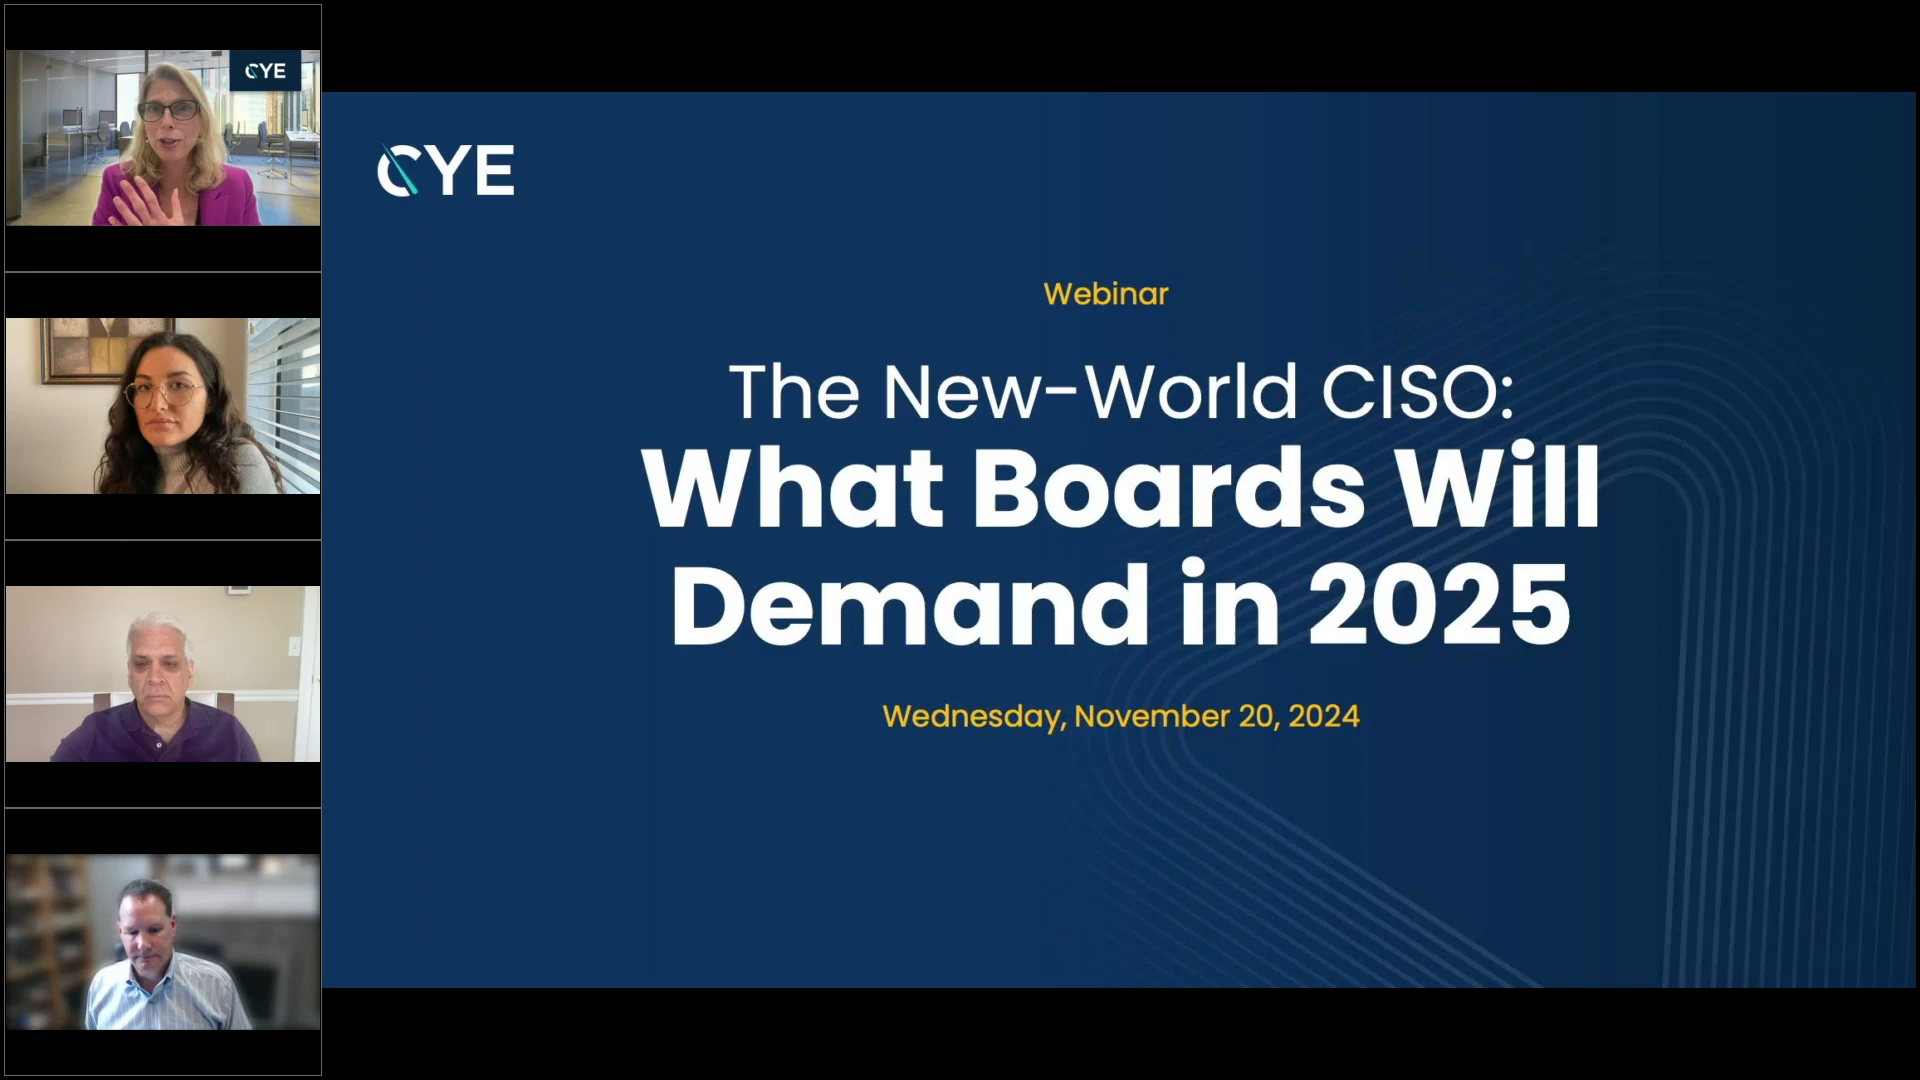 CYE
CYE
Webinar
The New-World CISO:
What Boards Will
Demand in 2025
Wednesday, November 20, 2024